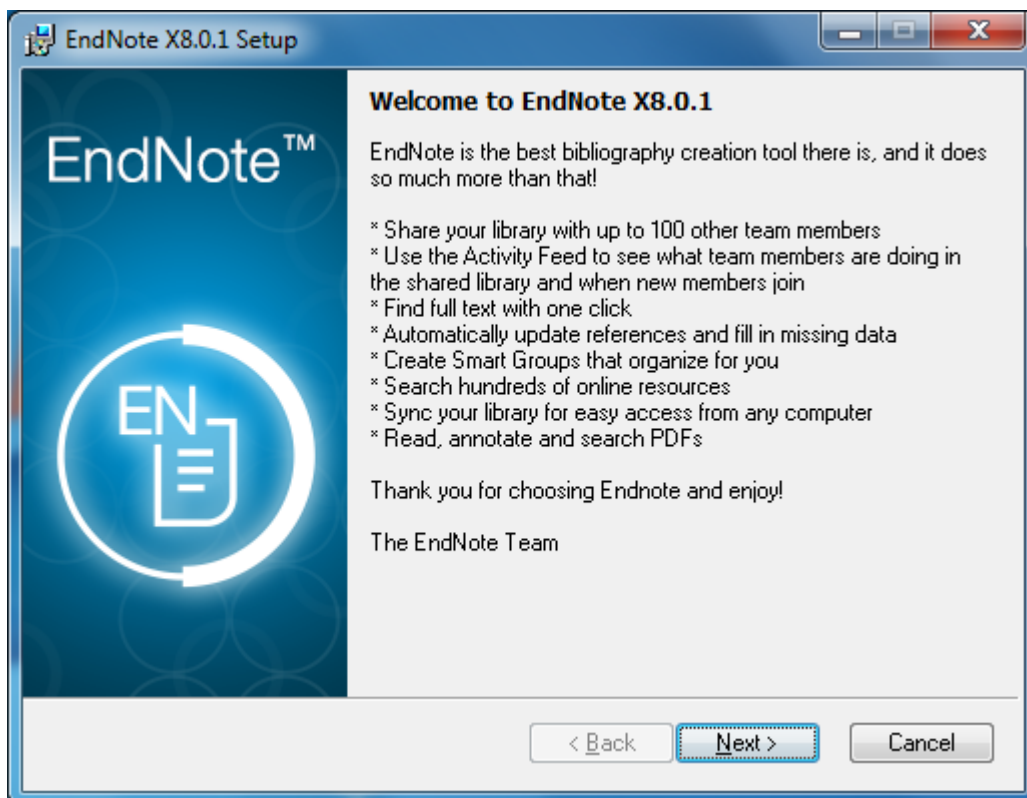 EndNote X8.0.1 Setup
EndNote™
Welcome to EndNote X8.0.1
EndNote is the best bibliography creation tool there is, and it does
so much more than that!
* Share your library with up to 100 other team members
* Use the Activity Feed to see what team members are doing in
the shared library and when new members join
* Find full text with one click
* Automatically update references and fill in missing data
* Create Smart Groups that organize for you
* Search hundreds of online resources
* Sync your library for easy access from any computer
* Read, annotate and search PDFs
Thank you for choosing Endnote and enjoy!
The EndNote Team
EN
< Back
Next >
Cancel